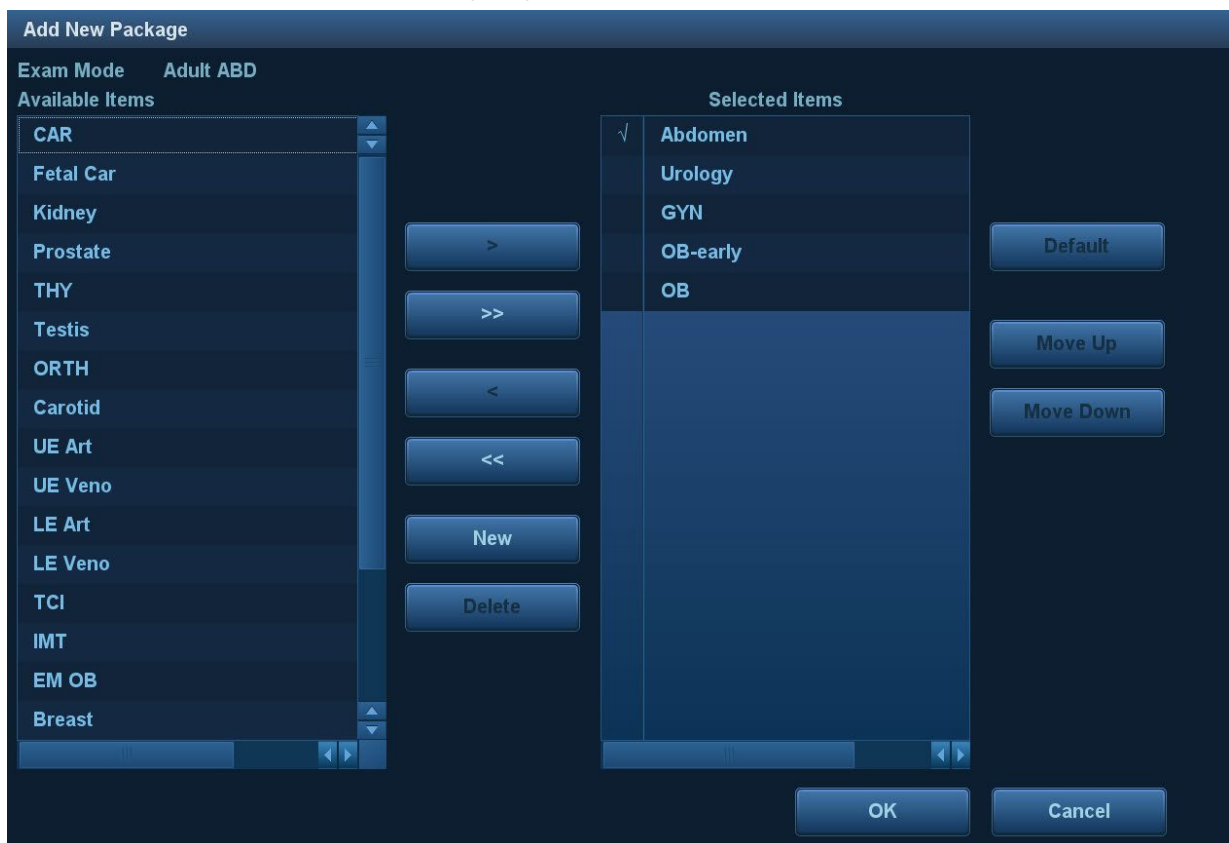 Add New Package
Exam Mode Adult ABD
Available Items
CAR
Fetal Car
Kidney
Prostate
THY
Testis
ORTH
Carotid
UE Art
UE Veno
LE Art
LE Veno
TCI
IMT
EM OB
Breast
>
>>
<
<<
New
Delete
Selected Items
√ Abdomen
Urology
GYN
OB-early
OB
Default
Move Up
Move Down
OK
Cancel